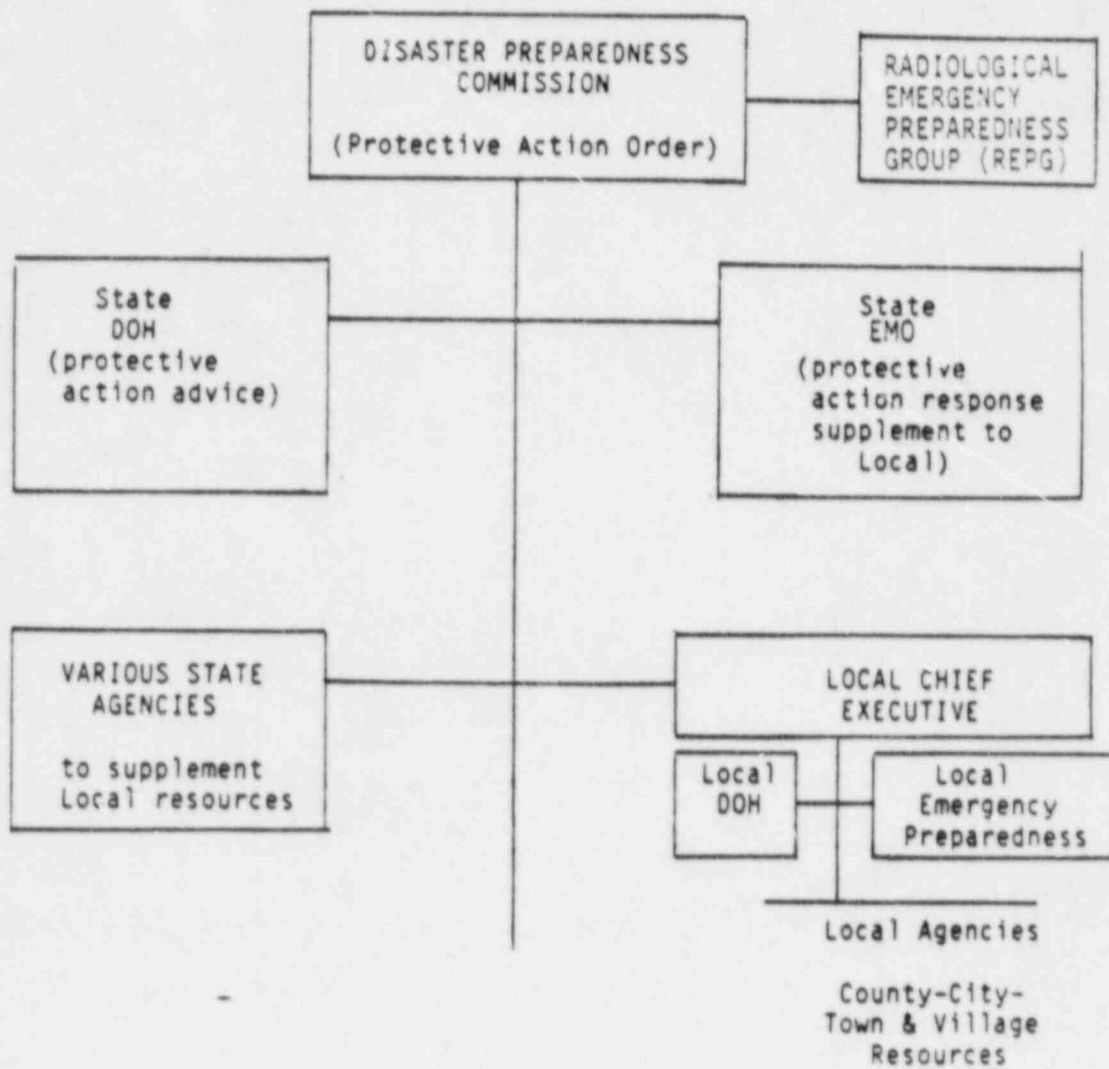 DISASTER PREPAREDNESS
COMMISSION
(Protective Action Order)
RADIOLOGICAL
EMERGENCY
PREPAREDNESS
GROUP (REPG)
State
DOH
(protective
action advice)
State
EMO
(protective
action response
supplement to
Local)
VARIOUS STATE
AGENCIES
to supplement
Local resources
LOCAL CHIEF
EXECUTIVE
Local
DOH
Local
Emergency
Preparedness
Local Agencies
County-City-
Town & Village
Resources